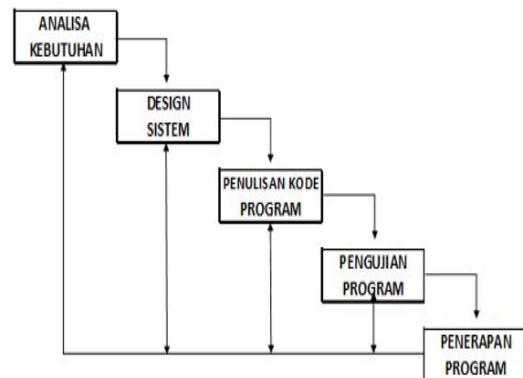 ANALISA
KEBUTUHAN
DESIGN
SISTEM
PENULISAN KODE
PROGRAM
PENGUJIAN
PROGRAM
PENERAPAN
PROGRAM